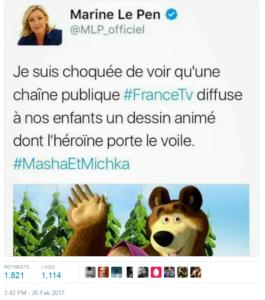 Marine Le Pen
@MLP_officiel
Je suis choquée de voir qu'une
chaîne publique #FranceTv diffuse
à nos enfants un dessin animé
dont l'héroïne porte le voile.
#MashaEtMichka
RETWEETS LIKES
1,821 1,114
3:42 PM - 26 Feb 2017